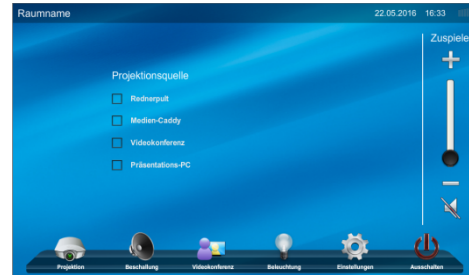 Raumname 22.05.2016 16:33
Zuspiele
Projektionsquelle
Rednerpult
Medien-Caddy
Videokonferenz
Präsentations-PC
Projektion Beschallung Videokonferenz Beleuchtung Einstellungen Ausschalten